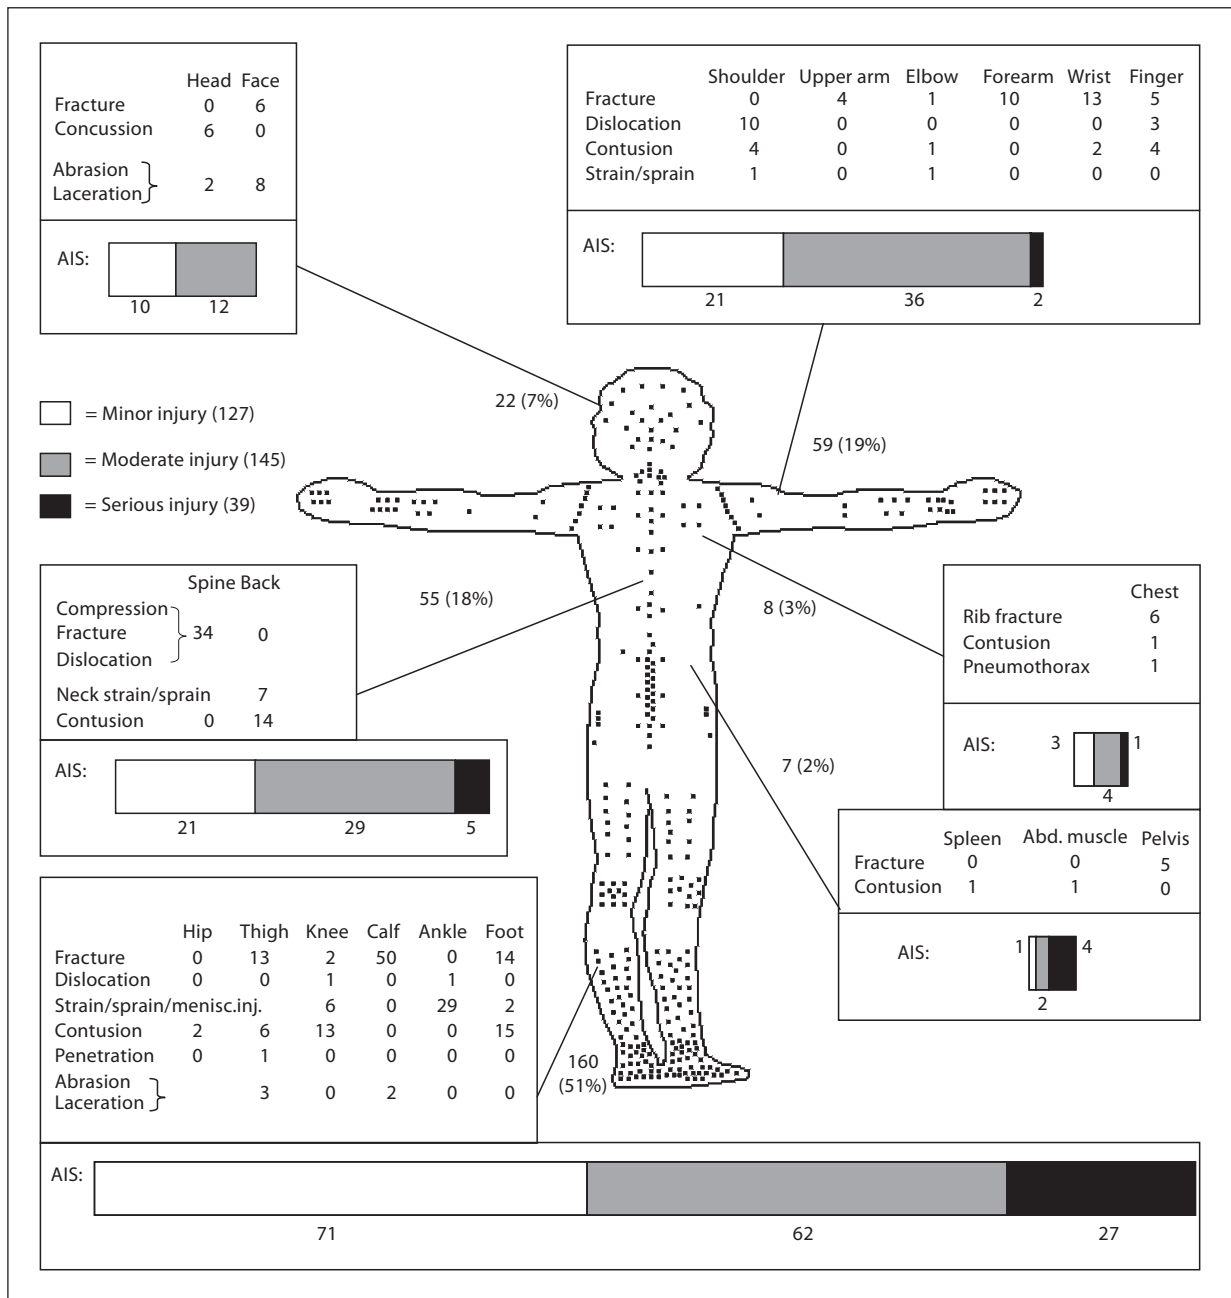 Head Face
Fracture 0 6
Concussion 6 0
Abrasion
Laceration 2 8
AIS:
10 12
Shoulder Upper arm Elbow Forearm Wrist Finger
Fracture 0 4 1 10 13 5
Dislocation 10 0 0 0 0 3
Contusion 4 0 1 0 2 4
Strain/sprain 1 0 1 0 0 0
AIS:
21 36 2
22 (7%)
59 (19%)
= Minor injury (127)
= Moderate injury (145)
= Serious injury (39)
Spine Back
Compression
Fracture 34 0
Dislocation
Neck strain/sprain 7
Contusion 0 14
AIS:
21 29 5
55 (18%)
8 (3%)
Chest
Rib fracture 6
Contusion 1
Pneumothorax 1
AIS: 3 1
4
7 (2%)
Spleen Abd. muscle Pelvis
Fracture 0 0 5
Contusion 1 1 0
AIS: 1 4
2
Hip Thigh Knee Calf Ankle Foot
Fracture 0 13 2 50 0 14
Dislocation 0 0 1 0 1 0
Strain/sprain/menisc.inj. 6 0 29 2
Contusion 2 6 13 0 0 15
Penetration 0 1 0 0 0 0
Abrasion
Laceration 3 0 2 0 0
160
(51%)
AIS:
71 62 27